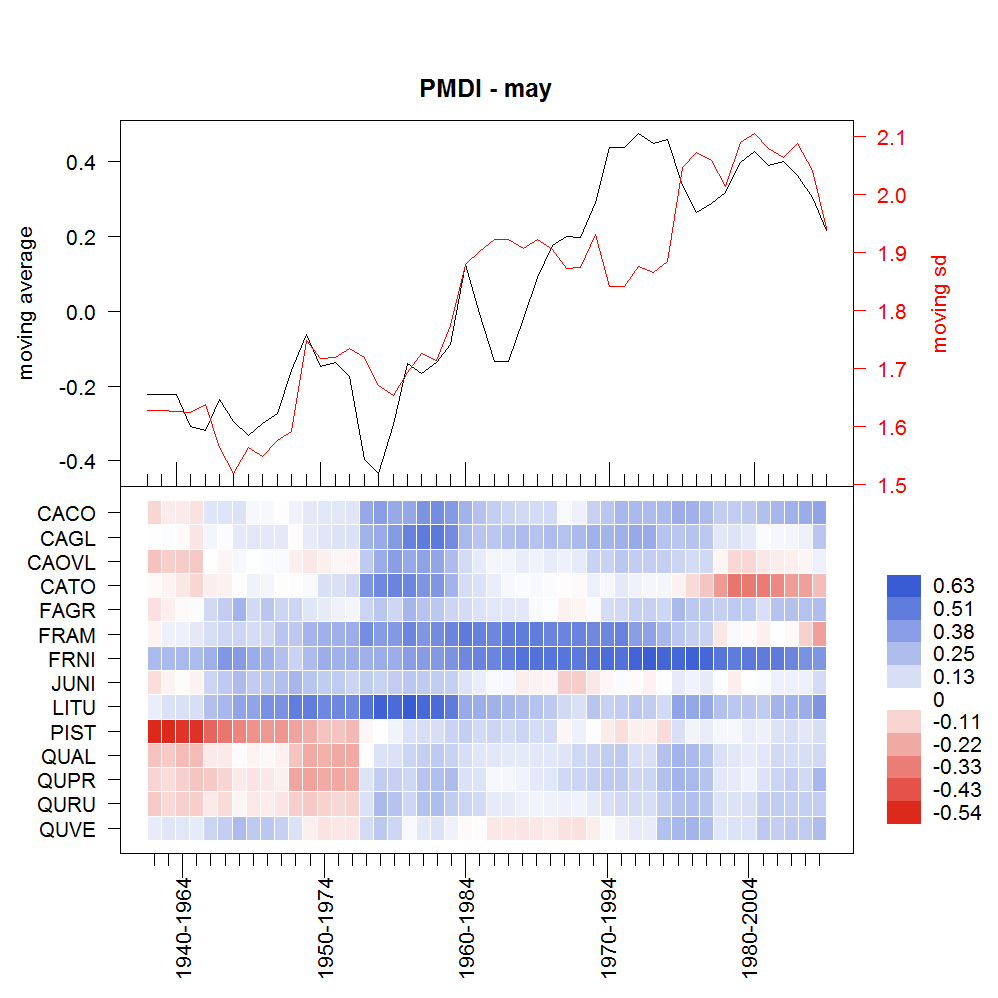 PMDI - may
moving average
0.4
0.2
0.0
-0.2
-0.4
2.1
2.0
1.9
1.8
1.7
1.6
1.5
moving sd
CACO
CAGL
CAOVL
CATO
FAGR
FRAM
FRNI
JUNI
LITU
PIST
QUAL
QUPR
QURU
QUVE
0.63
0.51
0.38
0.25
0.13
0
-0.11
-0.22
-0.33
-0.43
-0.54
1940-1964
1950-1974
1960-1984
1970-1994
1980-2004